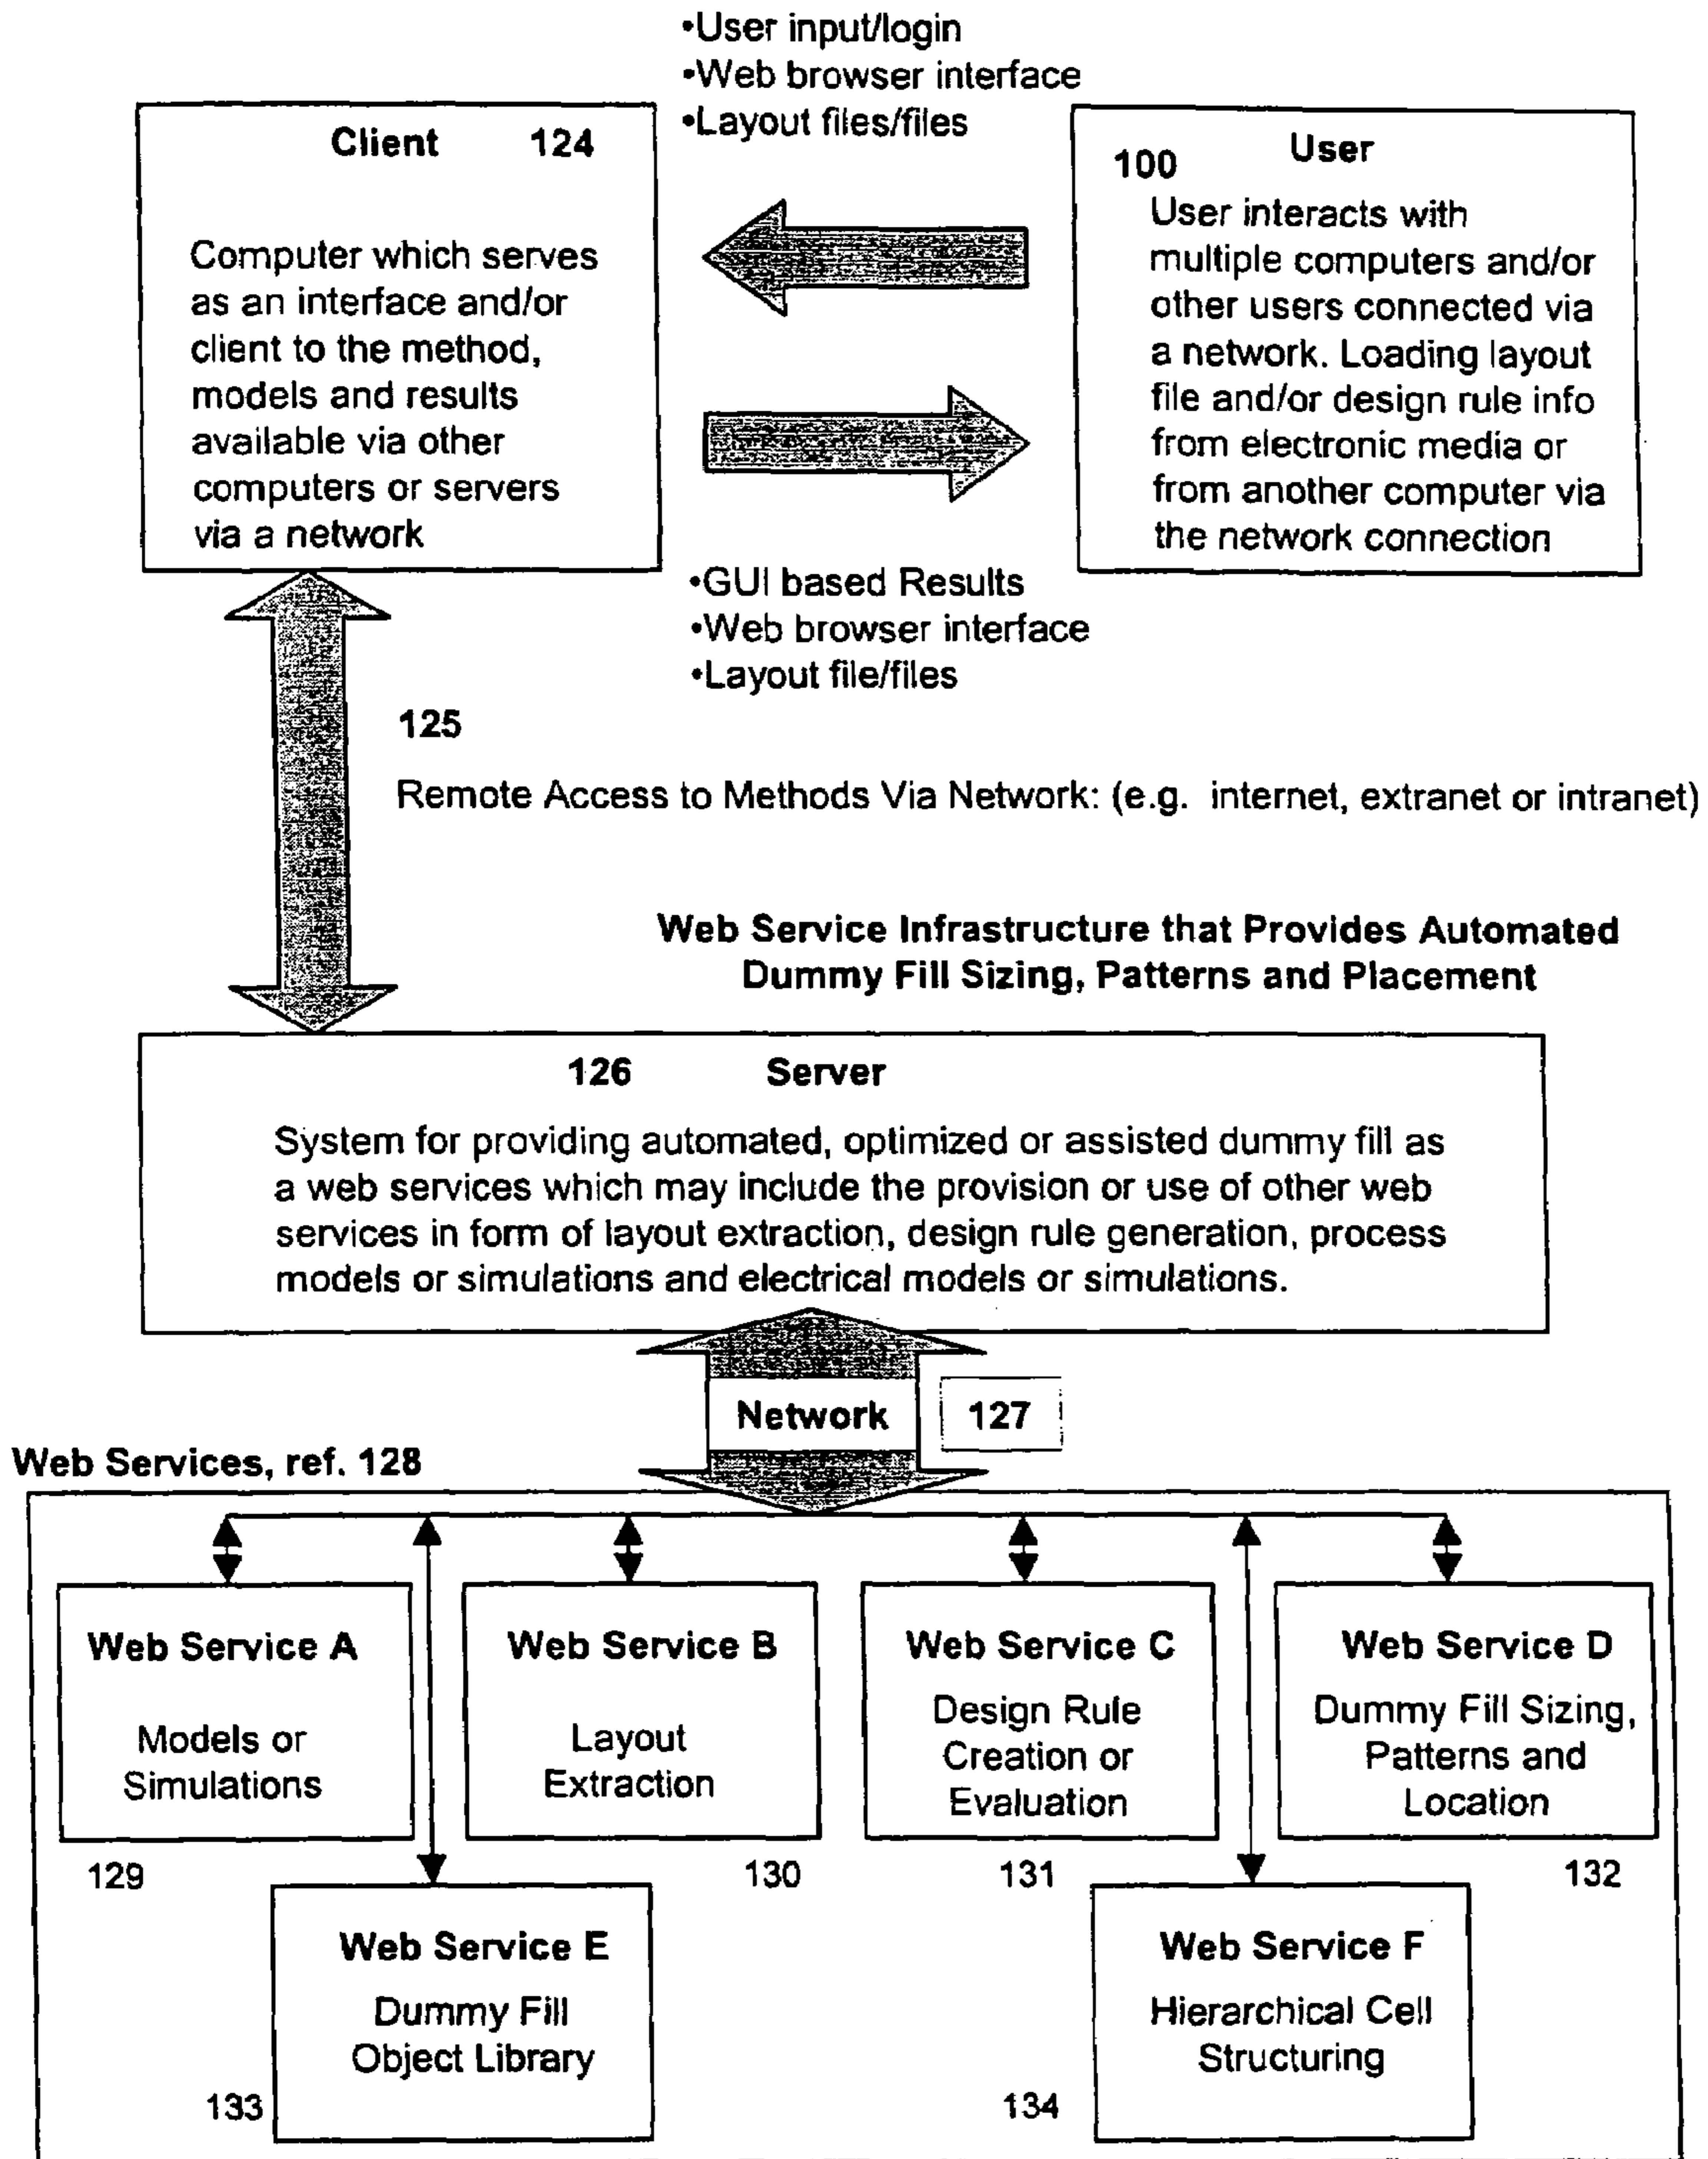 •User input/login
•Web browser interface
•Layout files/files
Client 124
Computer which serves
as an interface and/or
client to the method,
models and results
available via other
computers or servers
via a network
100 User
User interacts with
multiple computers and/or
other users connected via
a network. Loading layout
file and/or design rule info
from electronic media or
from another computer via
the network connection
•GUI based Results
•Web browser interface
•Layout file/files
125
Remote Access to Methods Via Network: (e.g. internet, extranet or intranet)
Web Service Infrastructure that Provides Automated
Dummy Fill Sizing, Patterns and Placement
126 Server
System for providing automated, optimized or assisted dummy fill as
a web services which may include the provision or use of other web
services in form of layout extraction, design rule generation, process
models or simulations and electrical models or simulations.
Network 127
Web Services, ref. 128
Web Service A
Models or
Simulations
129
Web Service B
Layout
Extraction
130
Web Service C
Design Rule
Creation or
Evaluation
131
Web Service D
Dummy Fill Sizing,
Patterns and
Location
132
Web Service E
Dummy Fill
Object Library
133
Web Service F
Hierarchical Cell
Structuring
134